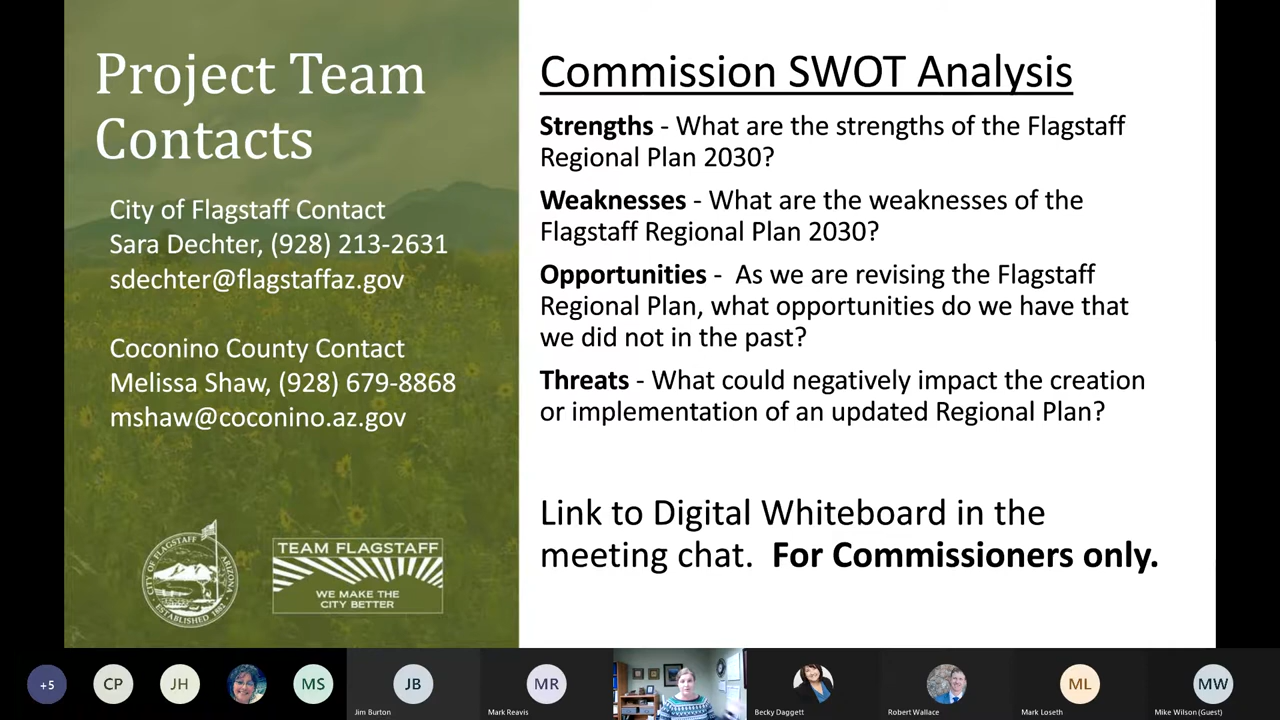 Project Team
Contacts
City of Flagstaff Contact
Sara Dechter, (928) 213-2631
sdechter@flagstaffaz.gov
Coconino County Contact
Melissa Shaw, (928) 679-8868
mshaw@coconino.az.gov
CITY OF FLAGSTAFF ARIZONA
ESTABLISHED 1882
TEAM FLAGSTAFF
WE MAKE THE
CITY BETTER
Commission SWOT Analysis
Strengths - What are the strengths of the Flagstaff
Regional Plan 2030?
Weaknesses - What are the weaknesses of the
Flagstaff Regional Plan 2030?
Opportunities -  As we are revising the Flagstaff
Regional Plan, what opportunities do we have that
we did not in the past?
Threats - What could negatively impact the creation
or implementation of an updated Regional Plan?
Link to Digital Whiteboard in the
meeting chat.  For Commissioners only.
+5
CP
JH
MS
JB
Jim Burton
MR
Mark Reavis
Becky Daggett
Robert Wallace
ML
Mark Loseth
MW
Mike Wilson (Guest)